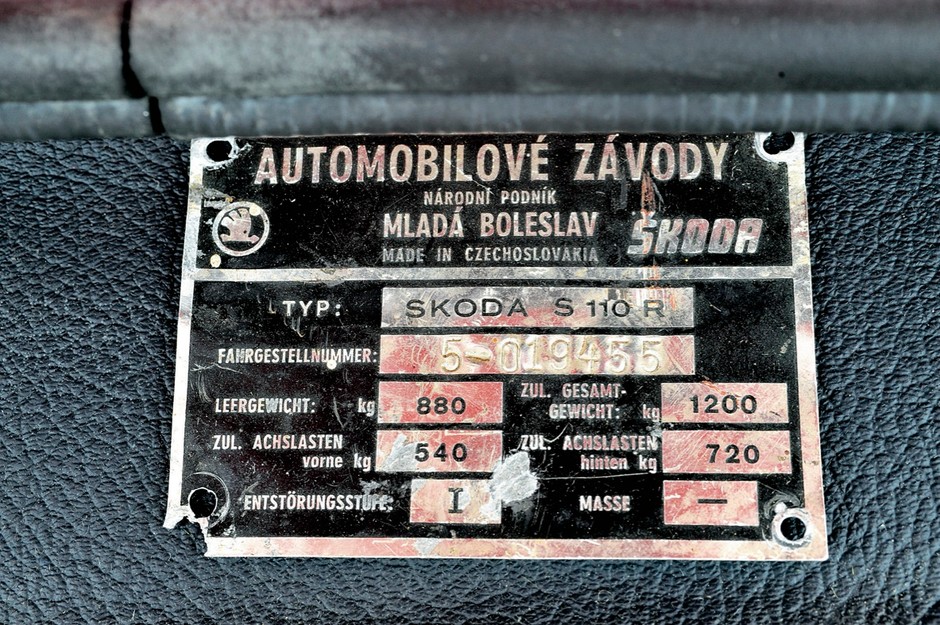 AUTOMOBILOVÉ ZÁVODY
NÁRODNÍ PODNIK
MLADÁ BOLESLAV ŠKODA
MADE IN CZECHOSLOVAKIA
TYP: SKODA S 110 R
FAHRGESTELLNUMMER: 5-019455
LEERGEWICHT: kg 880 ZUL. GESAMT-GEWICHT: kg 1200
ZUL. ACHSLASTEN vorne kg 540 ZUL. ACHSLASTEN hinten kg 720
ENTSTÖRUNGSSTUFE: I MASSE —